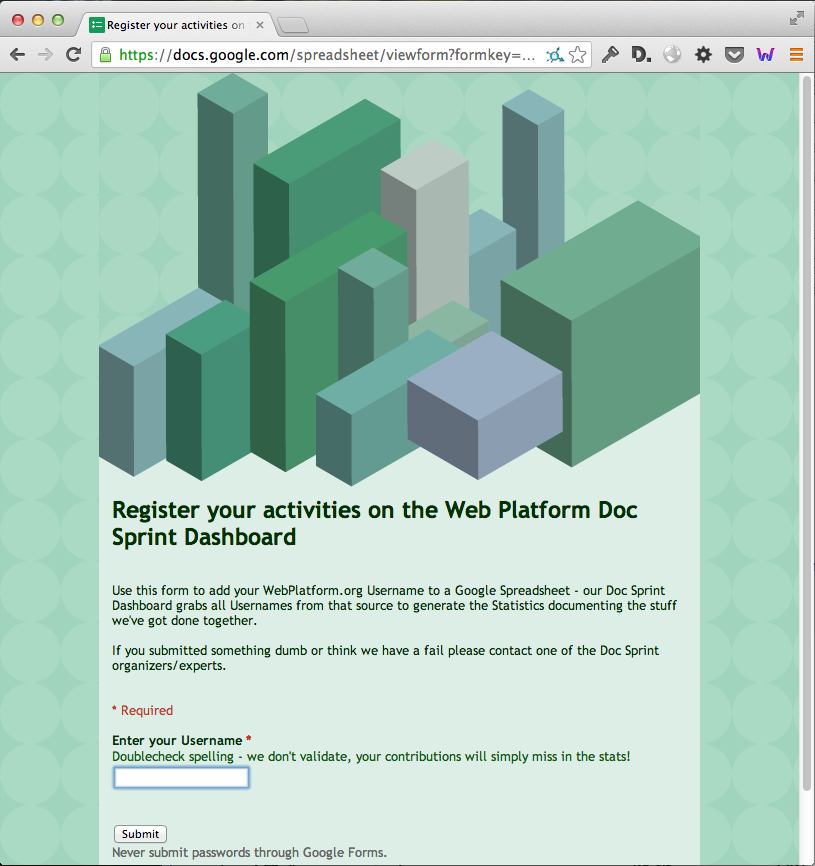 Register your activities on
https://docs.google.com/spreadsheet/viewform?formkey=...
D.
W
Register your activities on the Web Platform Doc
Sprint Dashboard
Use this form to add your WebPlatform.org Username to a Google Spreadsheet - our Doc Sprint
Dashboard grabs all Usernames from that source to generate the Statistics documenting the stuff
we've got done together.
If you submitted something dumb or think we have a fail please contact one of the Doc Sprint
organizers/experts.
* Required
Enter your Username *
Doublecheck spelling - we don't validate, your contributions will simply miss in the stats!
Submit
Never submit passwords through Google Forms.